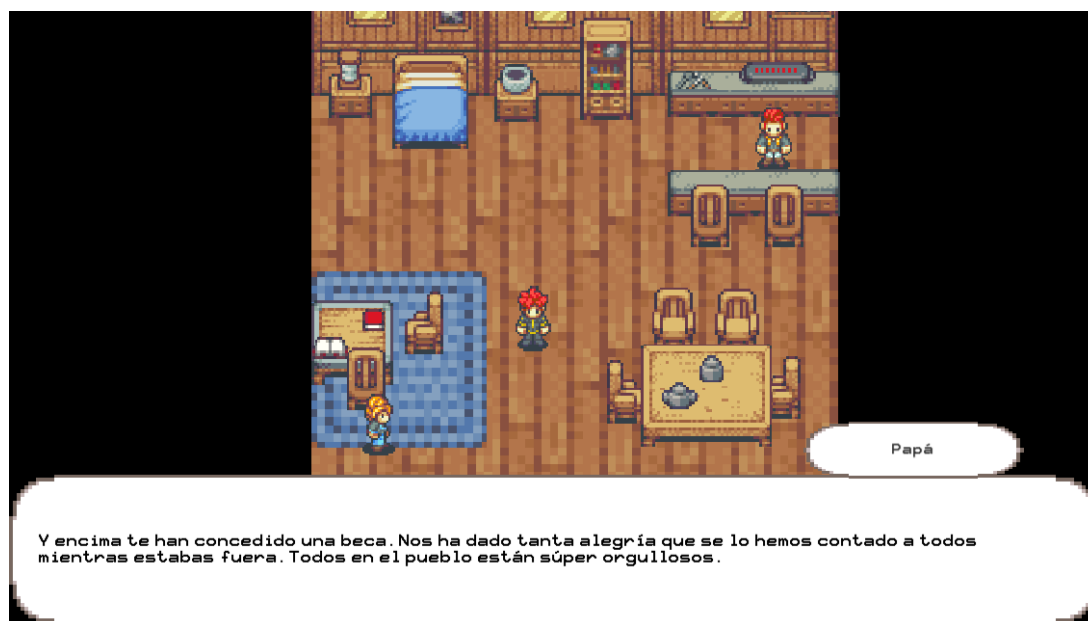 Papá
Y encima te han concedido una beca. Nos ha dado tanta alegría que se lo hemos contado a todos
mientras estabas fuera. Todos en el pueblo están súper orgullosos.